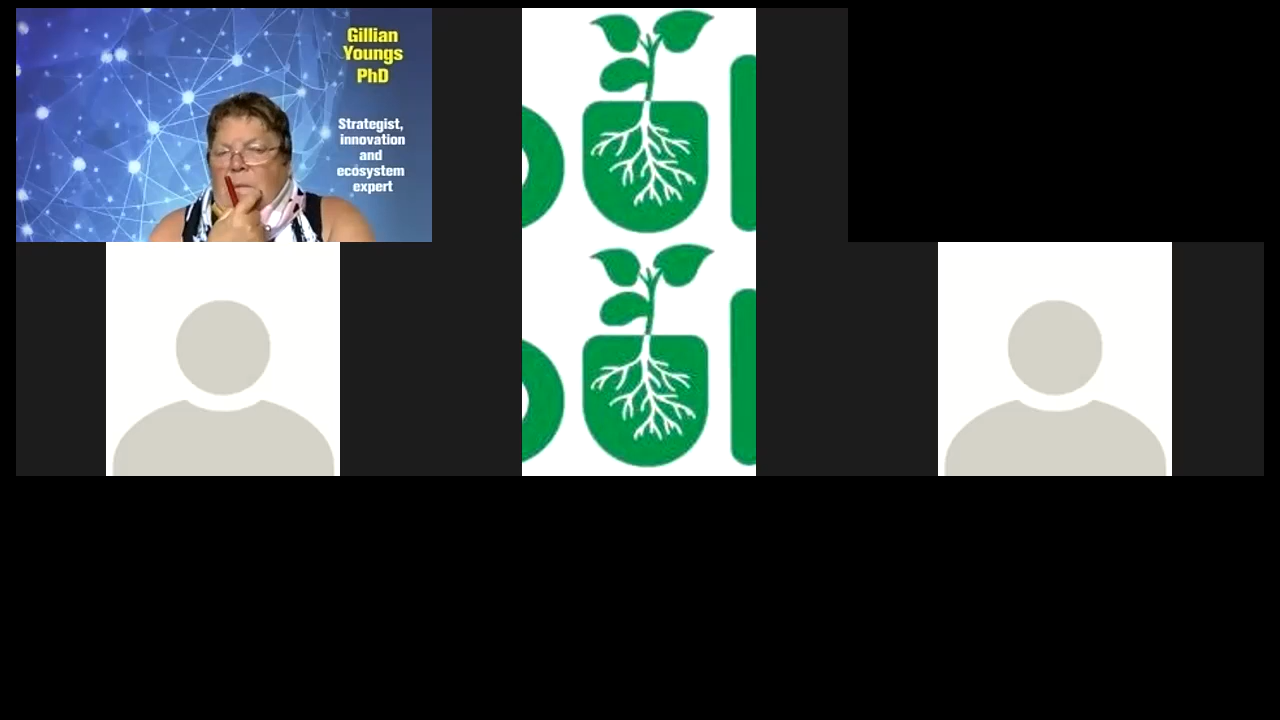 Gillian
Youngs
PhD
Strategist,
innovation
and
ecosystem
expert